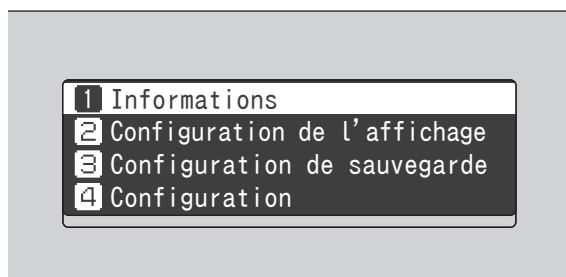 1 Informations
2 Configuration de l'affichage
3 Configuration de sauvegarde
4 Configuration